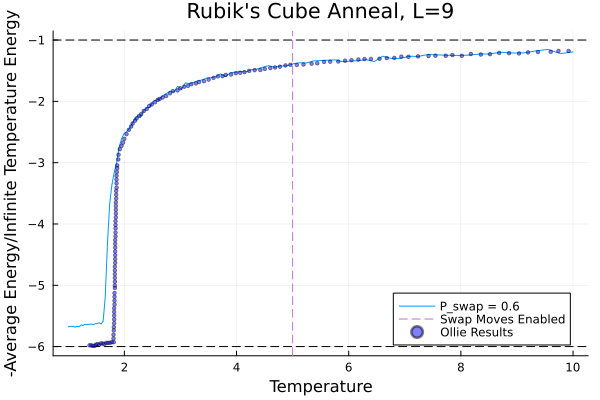 Rubik's Cube Anneal, L=9
-Average Energy/Infinite Temperature Energy
−1
−2
−3
−4
−5
−6
2
4
6
8
10
Temperature
P_swap = 0.6
Swap Moves Enabled
Ollie Results